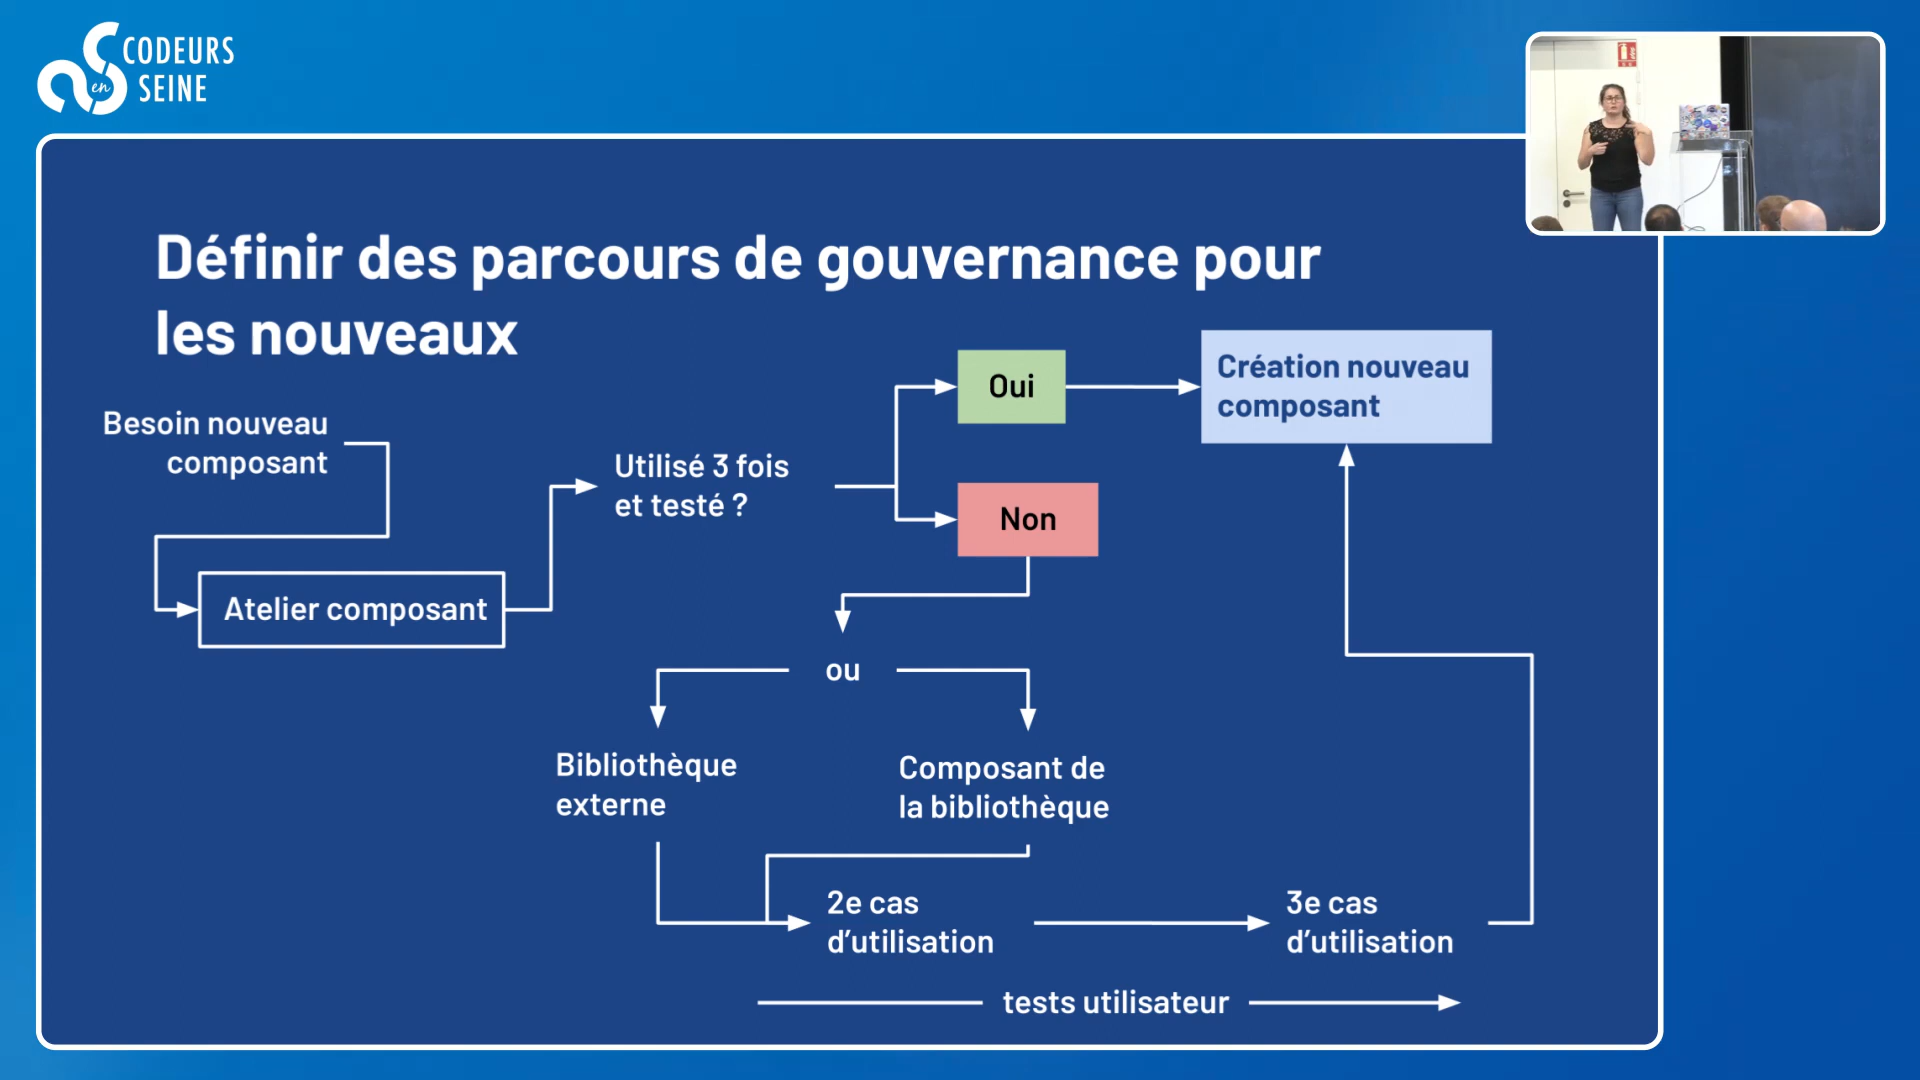 CODEURS
en
SEINE
Définir des parcours de gouvernance pour
les nouveaux
Besoin nouveau
composant
Atelier composant
Utilisé 3 fois
et testé ?
Oui
Non
Création nouveau
composant
ou
Bibliothèque
externe
Composant de
la bibliothèque
2e cas
d’utilisation
3e cas
d’utilisation
tests utilisateur